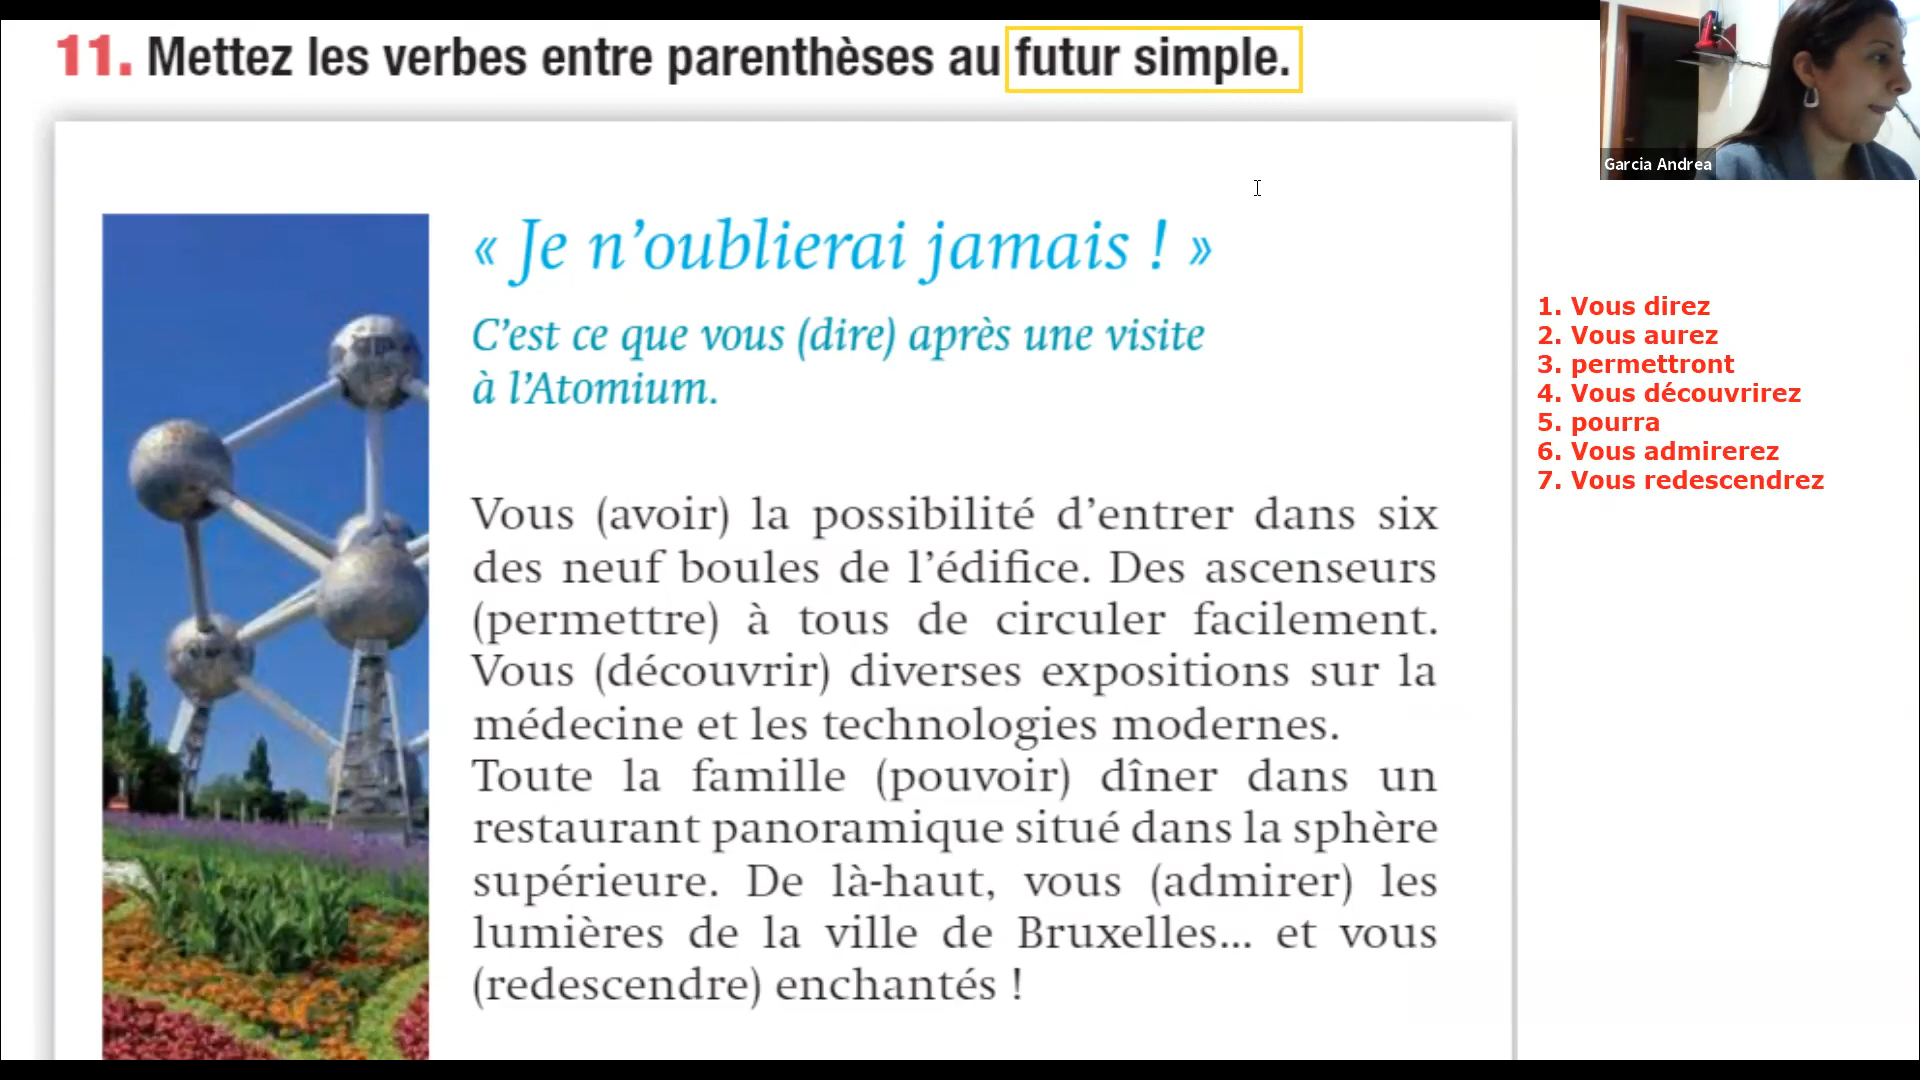 11. Mettez les verbes entre parenthèses au futur simple.
Garcia Andrea
« Je n’oublierai jamais ! »
C’est ce que vous (dire) après une visite
à l’Atomium.
Vous (avoir) la possibilité d’entrer dans six
des neuf boules de l’édifice. Des ascenseurs
(permettre) à tous de circuler facilement.
Vous (découvrir) diverses expositions sur la
médecine et les technologies modernes.
Toute la famille (pouvoir) dîner dans un
restaurant panoramique situé dans la sphère
supérieure. De là-haut, vous (admirer) les
lumières de la ville de Bruxelles... et vous
(redescendre) enchantés !
1. Vous direz
2. Vous aurez
3. permettront
4. Vous découvrirez
5. pourra
6. Vous admirerez
7. Vous redescendrez